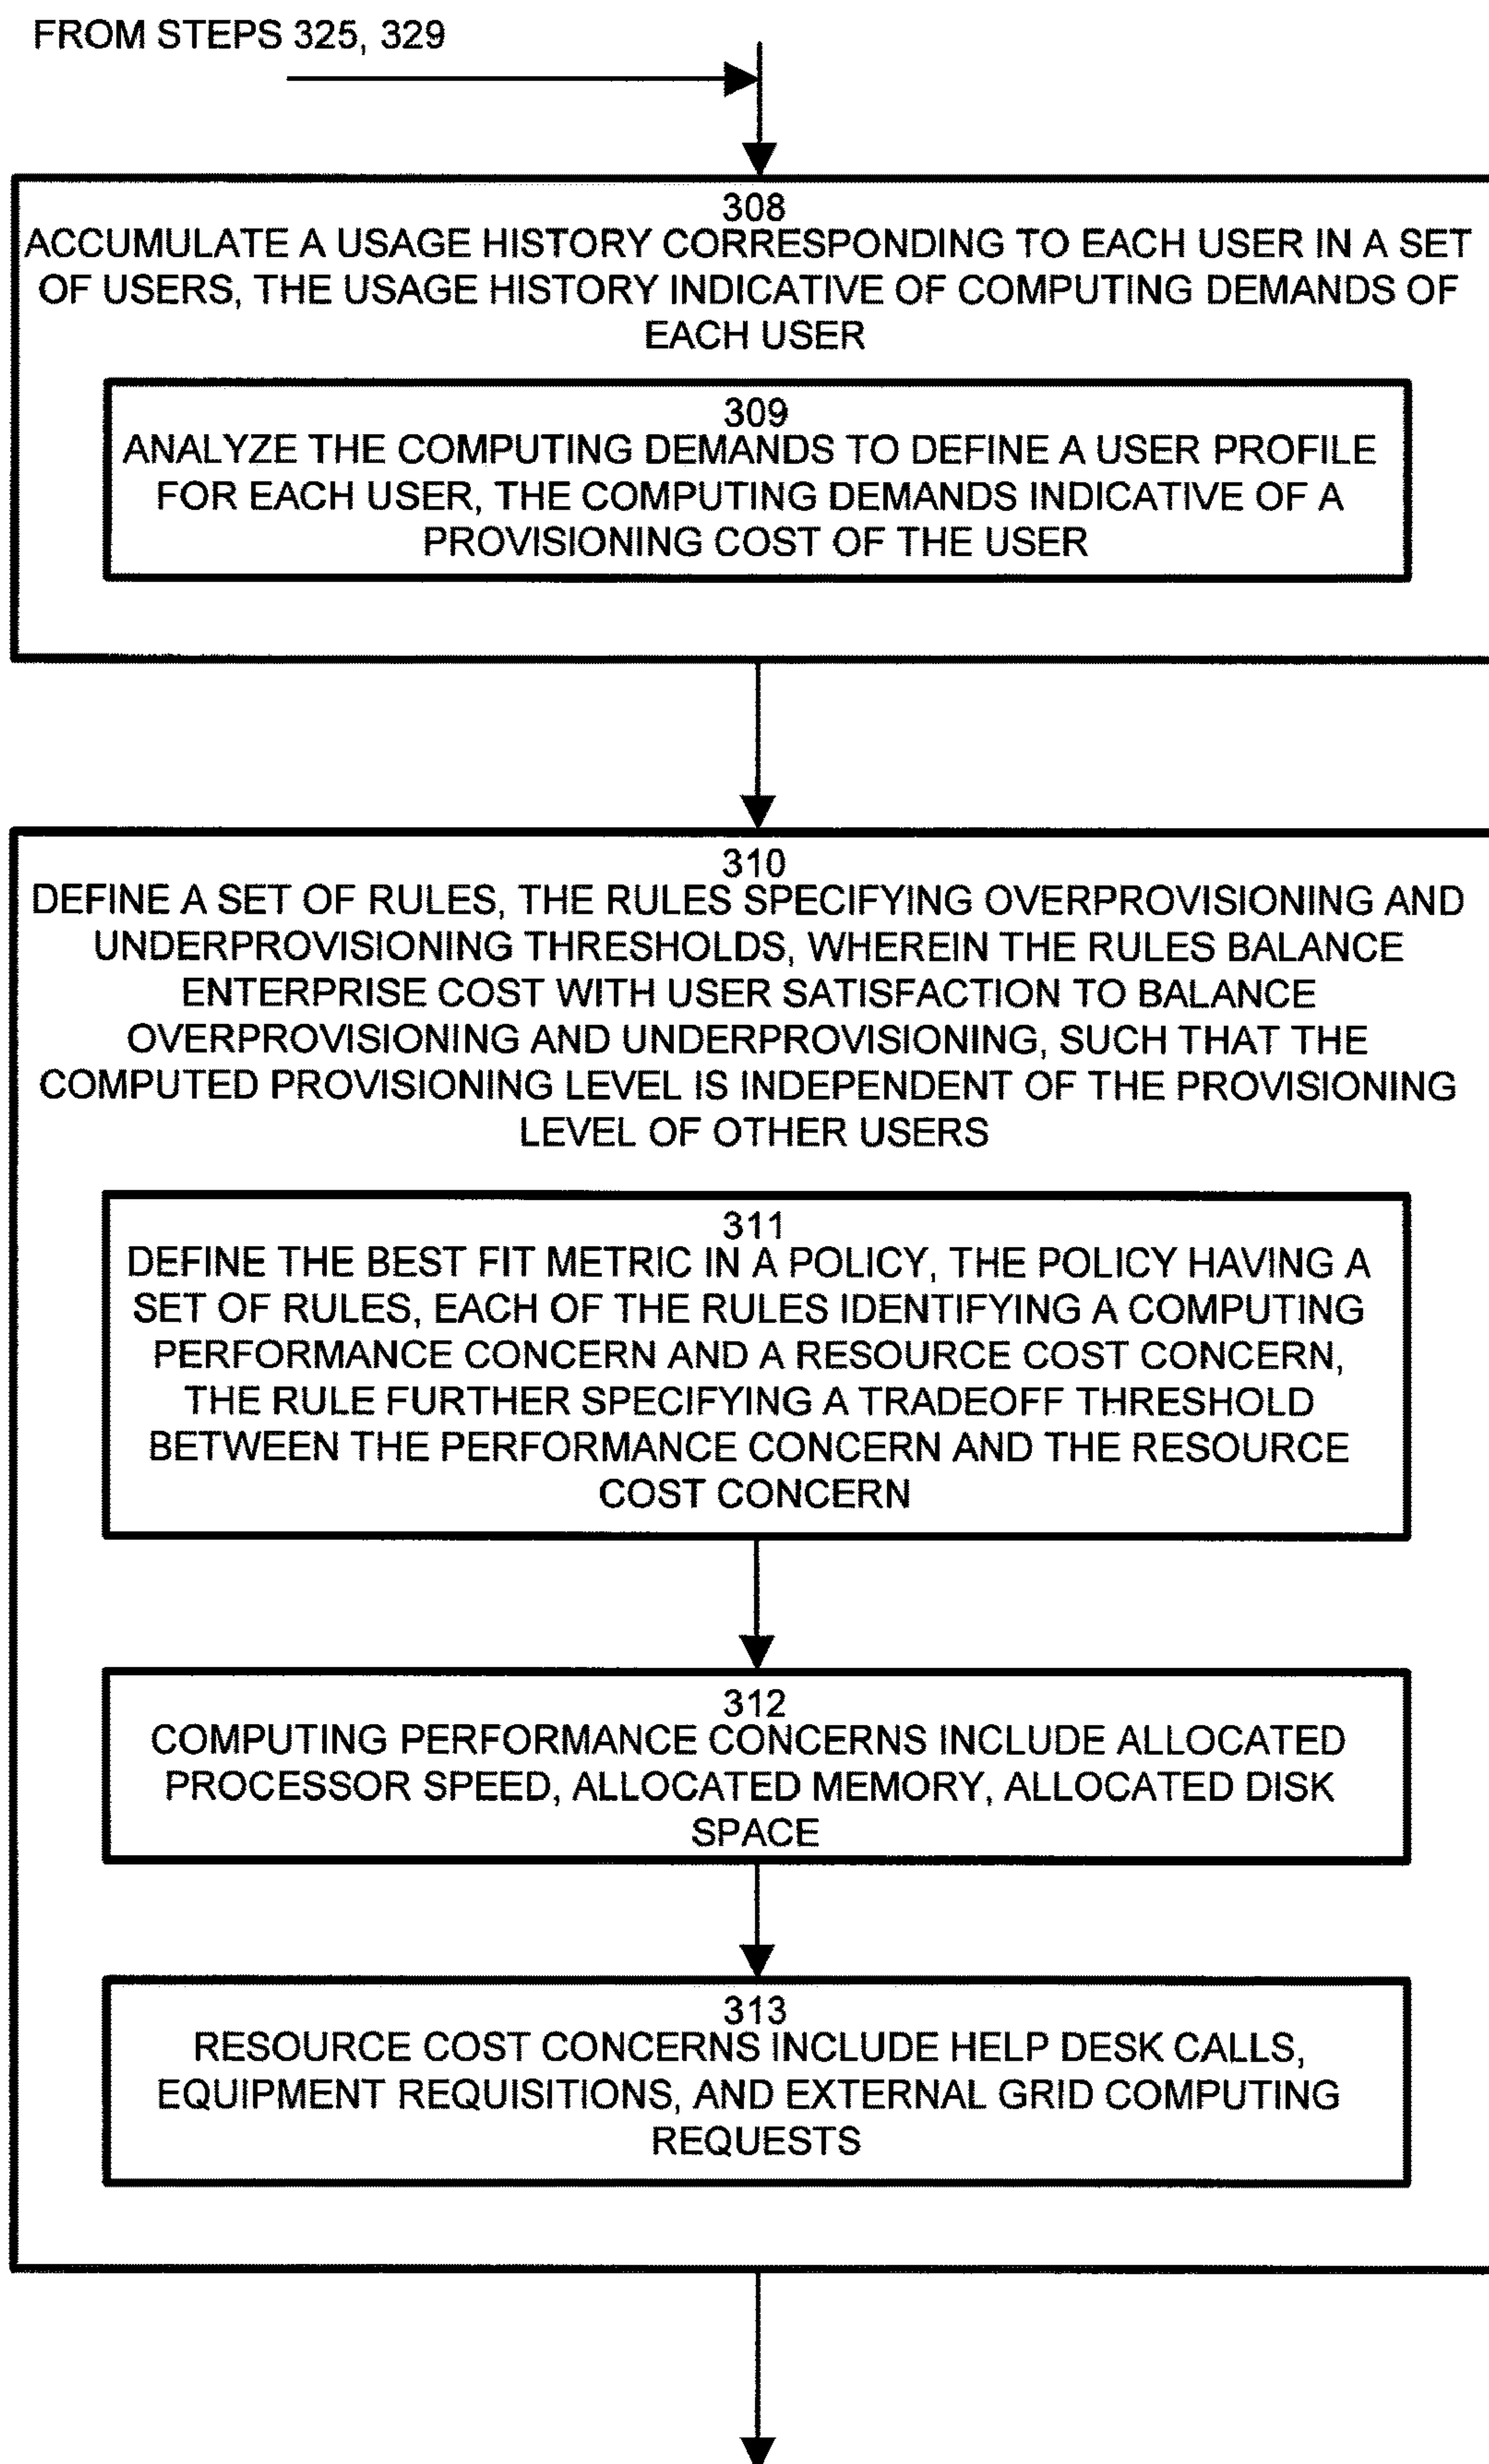 FROM STEPS 325, 329
308
ACCUMULATE A USAGE HISTORY CORRESPONDING TO EACH USER IN A SET
OF USERS, THE USAGE HISTORY INDICATIVE OF COMPUTING DEMANDS OF
EACH USER
309
ANALYZE THE COMPUTING DEMANDS TO DEFINE A USER PROFILE
FOR EACH USER, THE COMPUTING DEMANDS INDICATIVE OF A
PROVISIONING COST OF THE USER
310
DEFINE A SET OF RULES, THE RULES SPECIFYING OVERPROVISIONING AND
UNDERPROVISIONING THRESHOLDS, WHEREIN THE RULES BALANCE
ENTERPRISE COST WITH USER SATISFACTION TO BALANCE
OVERPROVISIONING AND UNDERPROVISIONING, SUCH THAT THE
COMPUTED PROVISIONING LEVEL IS INDEPENDENT OF THE PROVISIONING
LEVEL OF OTHER USERS
311
DEFINE THE BEST FIT METRIC IN A POLICY, THE POLICY HAVING A
SET OF RULES, EACH OF THE RULES IDENTIFYING A COMPUTING
PERFORMANCE CONCERN AND A RESOURCE COST CONCERN,
THE RULE FURTHER SPECIFYING A TRADEOFF THRESHOLD
BETWEEN THE PERFORMANCE CONCERN AND THE RESOURCE
COST CONCERN
312
COMPUTING PERFORMANCE CONCERNS INCLUDE ALLOCATED
PROCESSOR SPEED, ALLOCATED MEMORY, ALLOCATED DISK
SPACE
313
RESOURCE COST CONCERNS INCLUDE HELP DESK CALLS,
EQUIPMENT REQUISITIONS, AND EXTERNAL GRID COMPUTING
REQUESTS